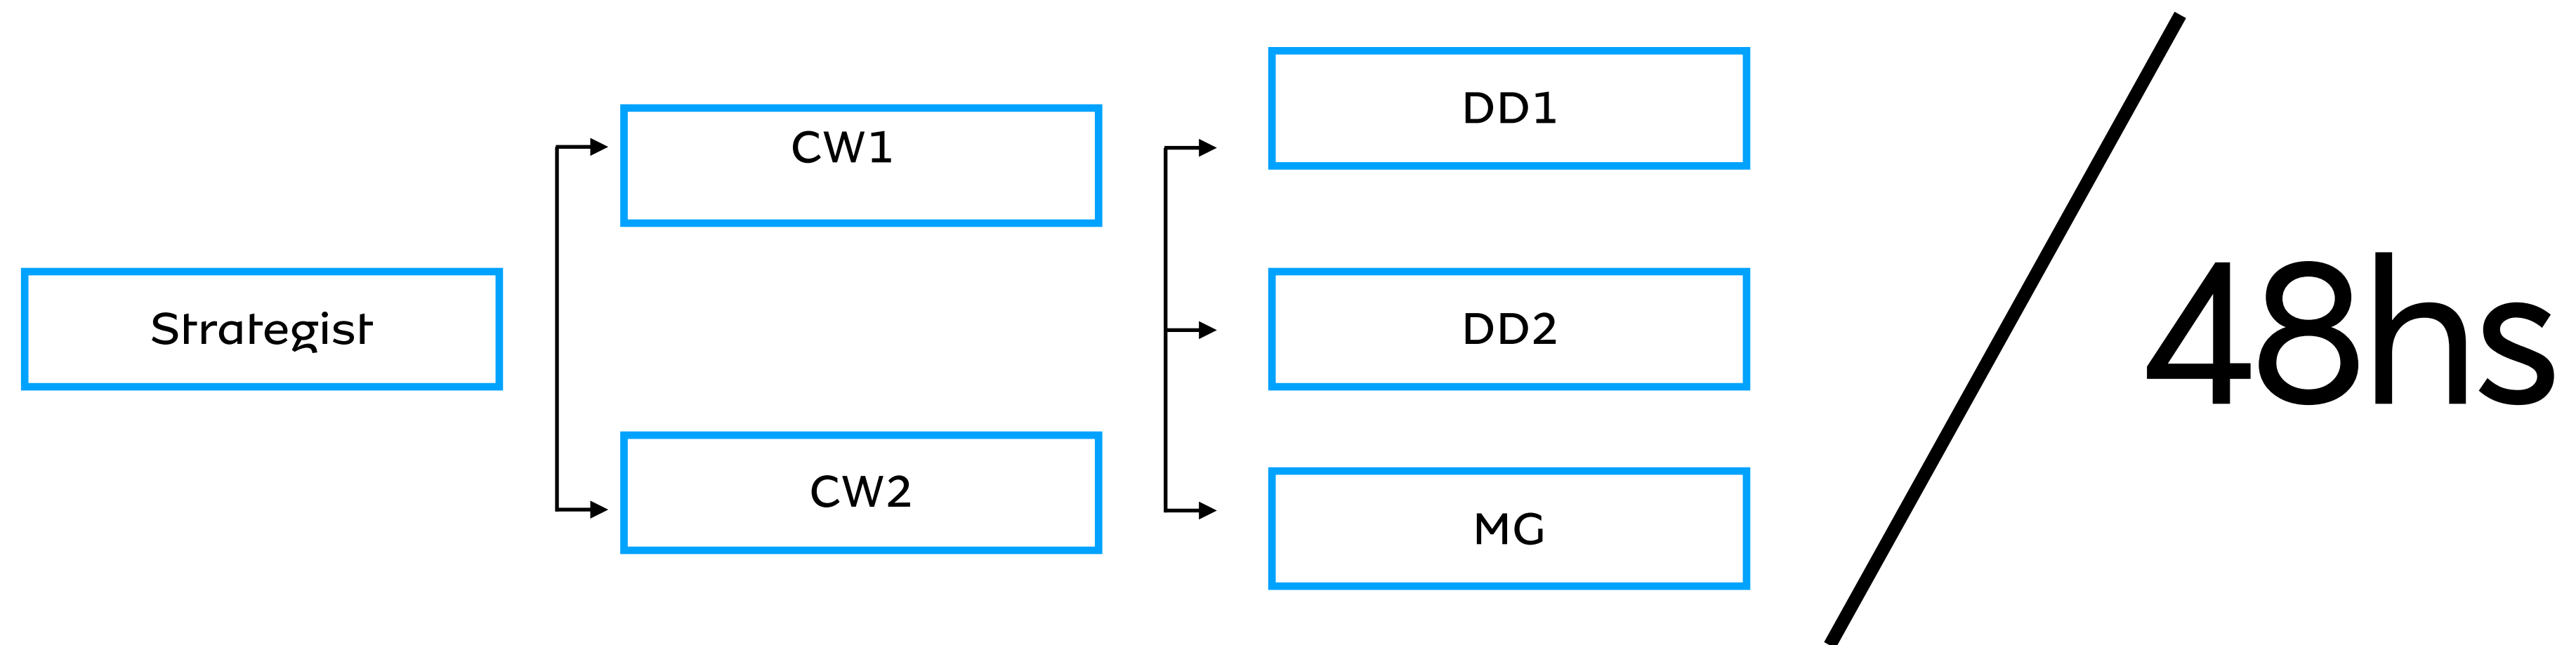 Strategist
CW1
CW2
DD1
DD2
MG
48hs